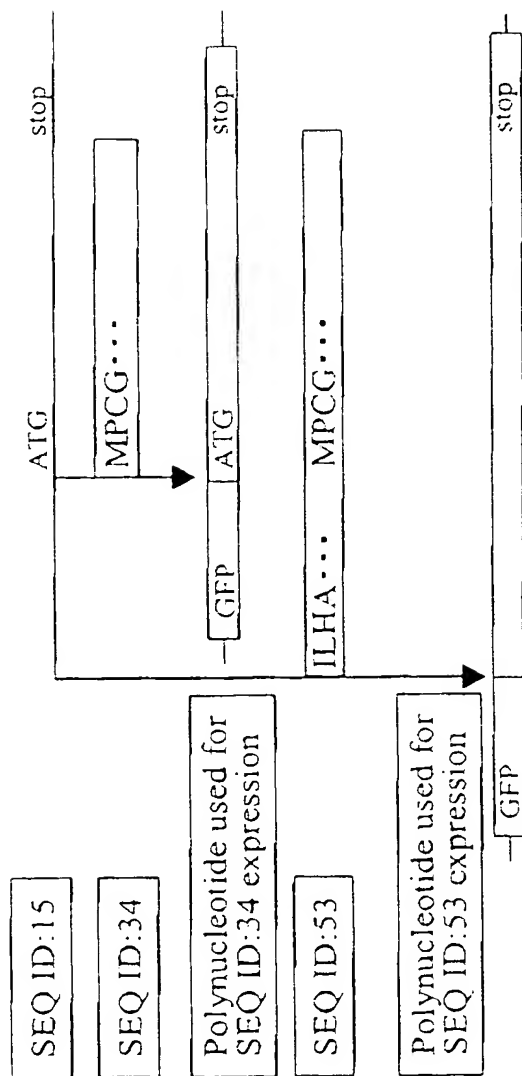 SEQ ID:15
ATG
stop
SEQ ID:34
MPCG···
Polynucleotide used for
SEQ ID:34 expression
GFP
ATG
stop
SEQ ID:53
ILHA··· MPCG···
Polynucleotide used for
SEQ ID:53 expression
GFP
stop